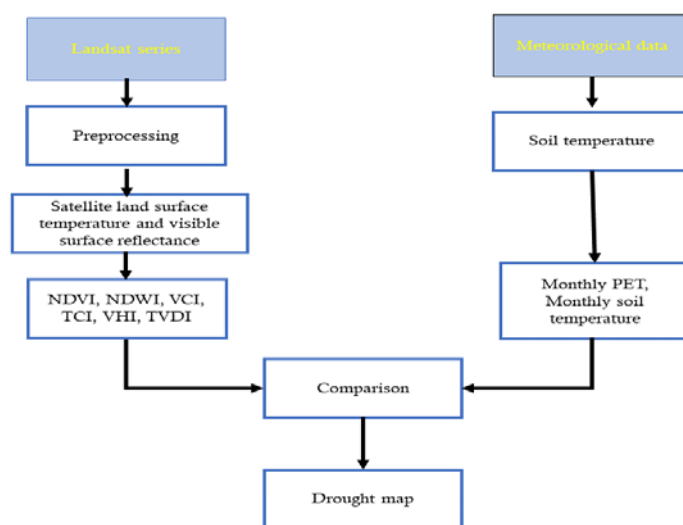 Landsat series
Meteorological data
Preprocessing
Soil temperature
Satellite land surface
temperature and visible
surface reflectance
NDVI, NDWI, VCI,
TCI, VHI, TVDI
Monthly PET,
Monthly soil
temperature
Comparison
Drought map